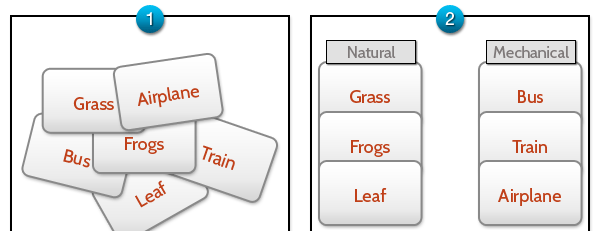 1
Grass
Airplane
Frogs
Bus
Train
Leaf
2
Natural
Grass
Frogs
Leaf
Mechanical
Bus
Train
Airplane